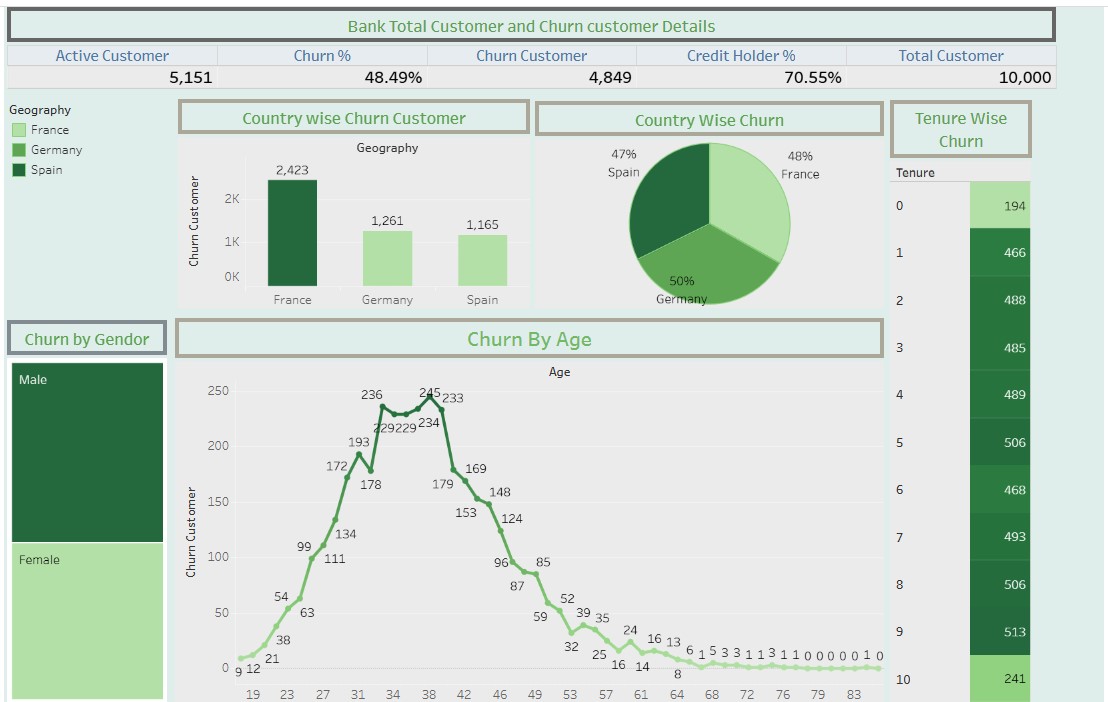 Bank Total Customer and Churn customer Details
Active Customer Churn % Churn Customer Credit Holder % Total Customer
5,151 48.49% 4,849 70.55% 10,000
Geography
France
Germany
Spain
Country wise Churn Customer
Geography
Churn Customer
2K
1K
0K
2,423
1,261
1,165
France Germany Spain
Country Wise Churn
47%
Spain
48%
France
50%
Germany
Tenure Wise
Churn
Tenure
0 194
1 466
2 488
3 485
4 489
5 506
6 468
7 493
8 506
9 513
10 241
Churn by Gendor
Male
Female
Churn By Age
Age
Churn Customer
250
200
150
100
50
0
9 12 21 38 54 63 99 111 134 172 193 178 236 229 229 234 245 233 179 169 153 148 124 96 87 85 59 52 32 39 35 25 16 24 14 16 13 8 6 1 5 3 3 1 1 3 1 1 0 0 0 0 0 1 0
19 23 27 31 34 38 42 46 49 53 57 61 64 68 72 76 79 83